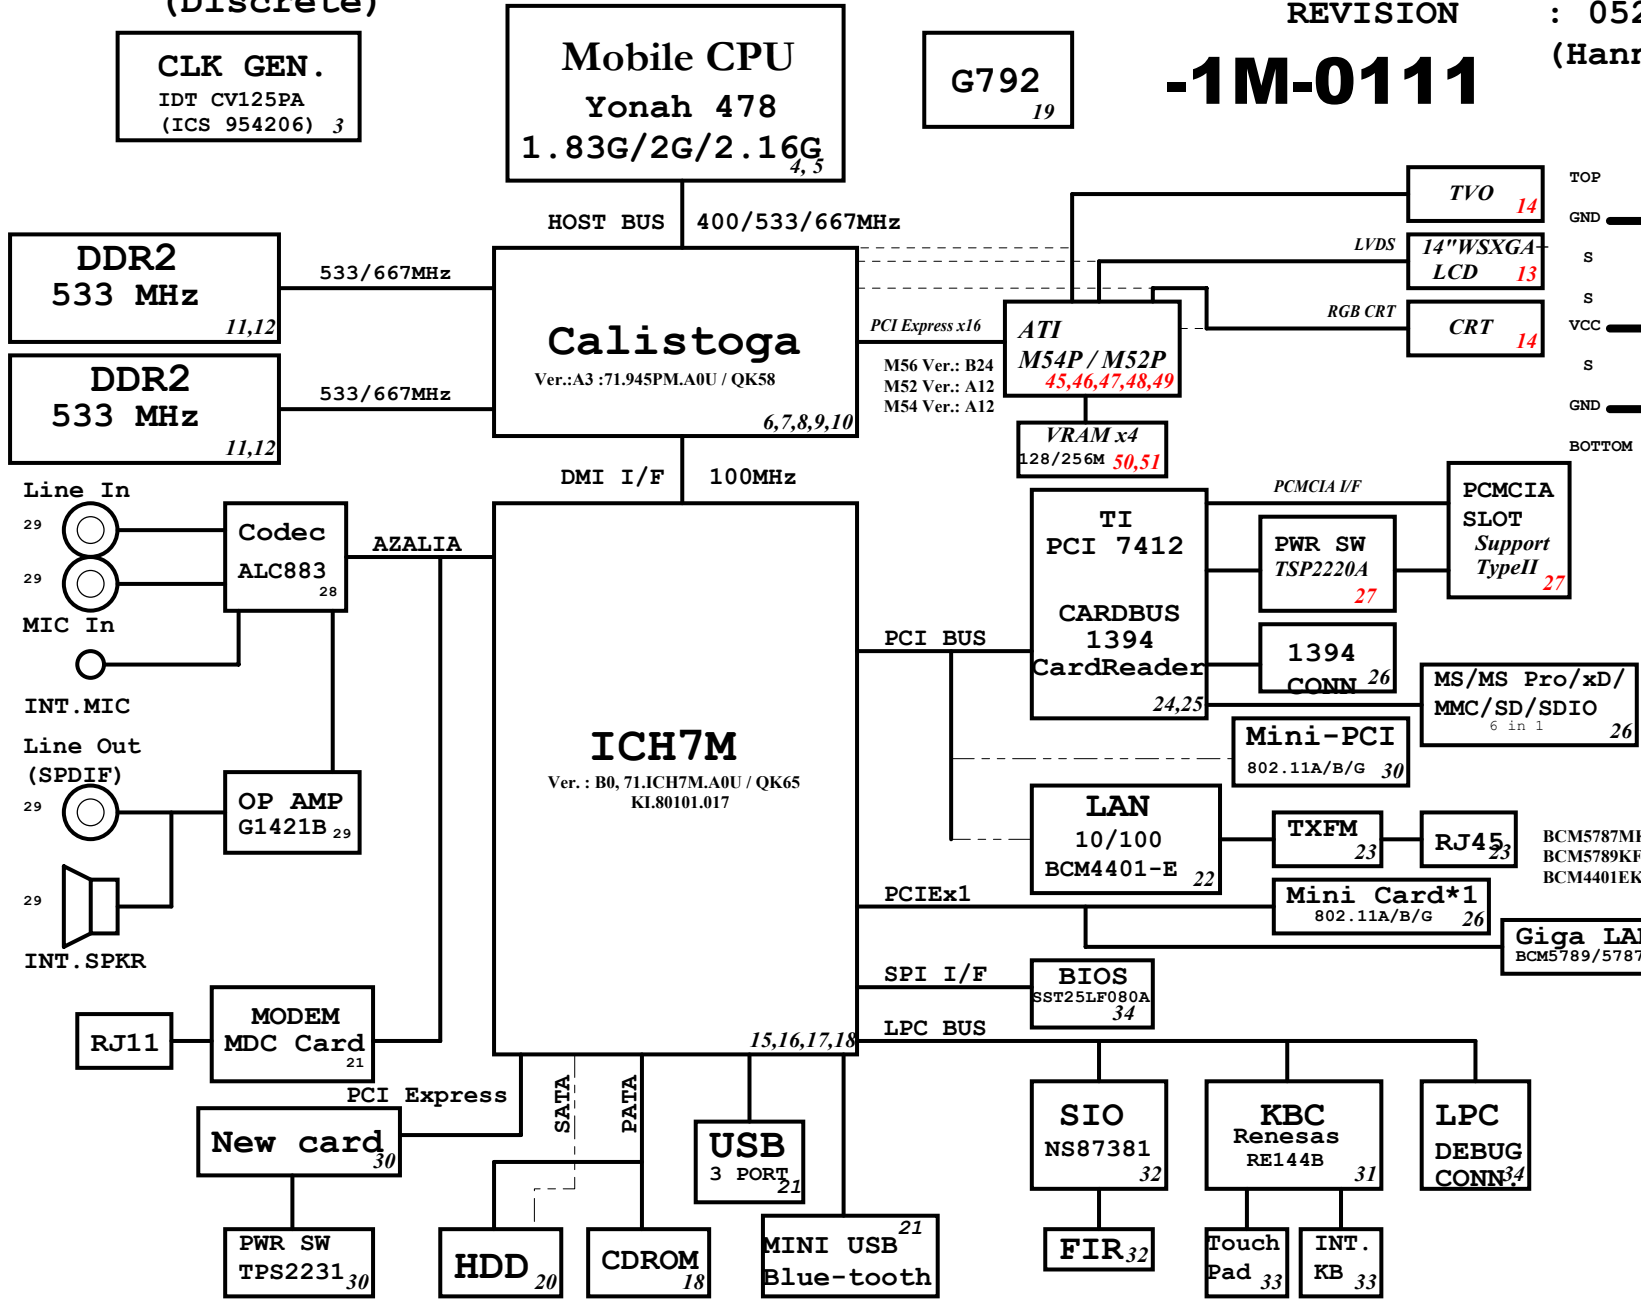 (Discrete)
REVISION : 052
(Hann
-1M-0111
CLK GEN.
IDT CV125PA
(ICS 954206) 3
Mobile CPU
Yonah 478
1.83G/2G/2.16G
4, 5
G792
19
HOST BUS 400/533/667MHz
DDR2
533 MHz
11,12
533/667MHz
DDR2
533 MHz
11,12
533/667MHz
Calistoga
Ver.:A3 :71.945PM.A0U / QK58
6,7,8,9,10
PCI Express x16
M56 Ver.: B24
M52 Ver.: A12
M54 Ver.: A12
ATI
M54P / M52P
45,46,47,48,49
VRAM x4
128/256M 50,51
TVO 14
LVDS
14"WSXGA+
LCD 13
RGB CRT
CRT 14
TOP
GND
S
S
VCC
S
GND
BOTTOM
DMI I/F 100MHz
Line In
29
29
MIC In
INT.MIC
Codec
ALC883
28
AZALIA
Line Out
(SPDIF)
29
OP AMP
G1421B 29
29
INT.SPKR
RJ11
MODEM
MDC Card
21
ICH7M
Ver. : B0, 71.ICH7M.A0U / QK65
KI.80101.017
15,16,17,18
PCI BUS
TI
PCI 7412
CARDBUS
1394
CardReader
24,25
PCMCIA I/F
PWR SW
TSP2220A
27
PCMCIA
SLOT
Support
TypeII
27
1394
CONN 26
MS/MS Pro/xD/
MMC/SD/SDIO
6 in 1 26
Mini-PCI
802.11A/B/G 30
LAN
10/100
BCM4401-E 22
TXFM
23
RJ45
23
BCM5787M
BCM5789KF
BCM4401EK
PCIEx1
Mini Card*1
802.11A/B/G 26
Giga LA
BCM5789/5787
SPI I/F
BIOS
SST25LF080A
34
LPC BUS
SIO
NS87381
32
FIR 32
KBC
Renesas
RE144B
31
Touch
Pad 33
INT.
KB 33
LPC
DEBUG
CONN.
34
PCI Express
New card
30
PWR SW
TPS2231 30
SATA
PATA
HDD 20
CDROM
18
USB
3 PORT
21
21
MINI USB
Blue-tooth